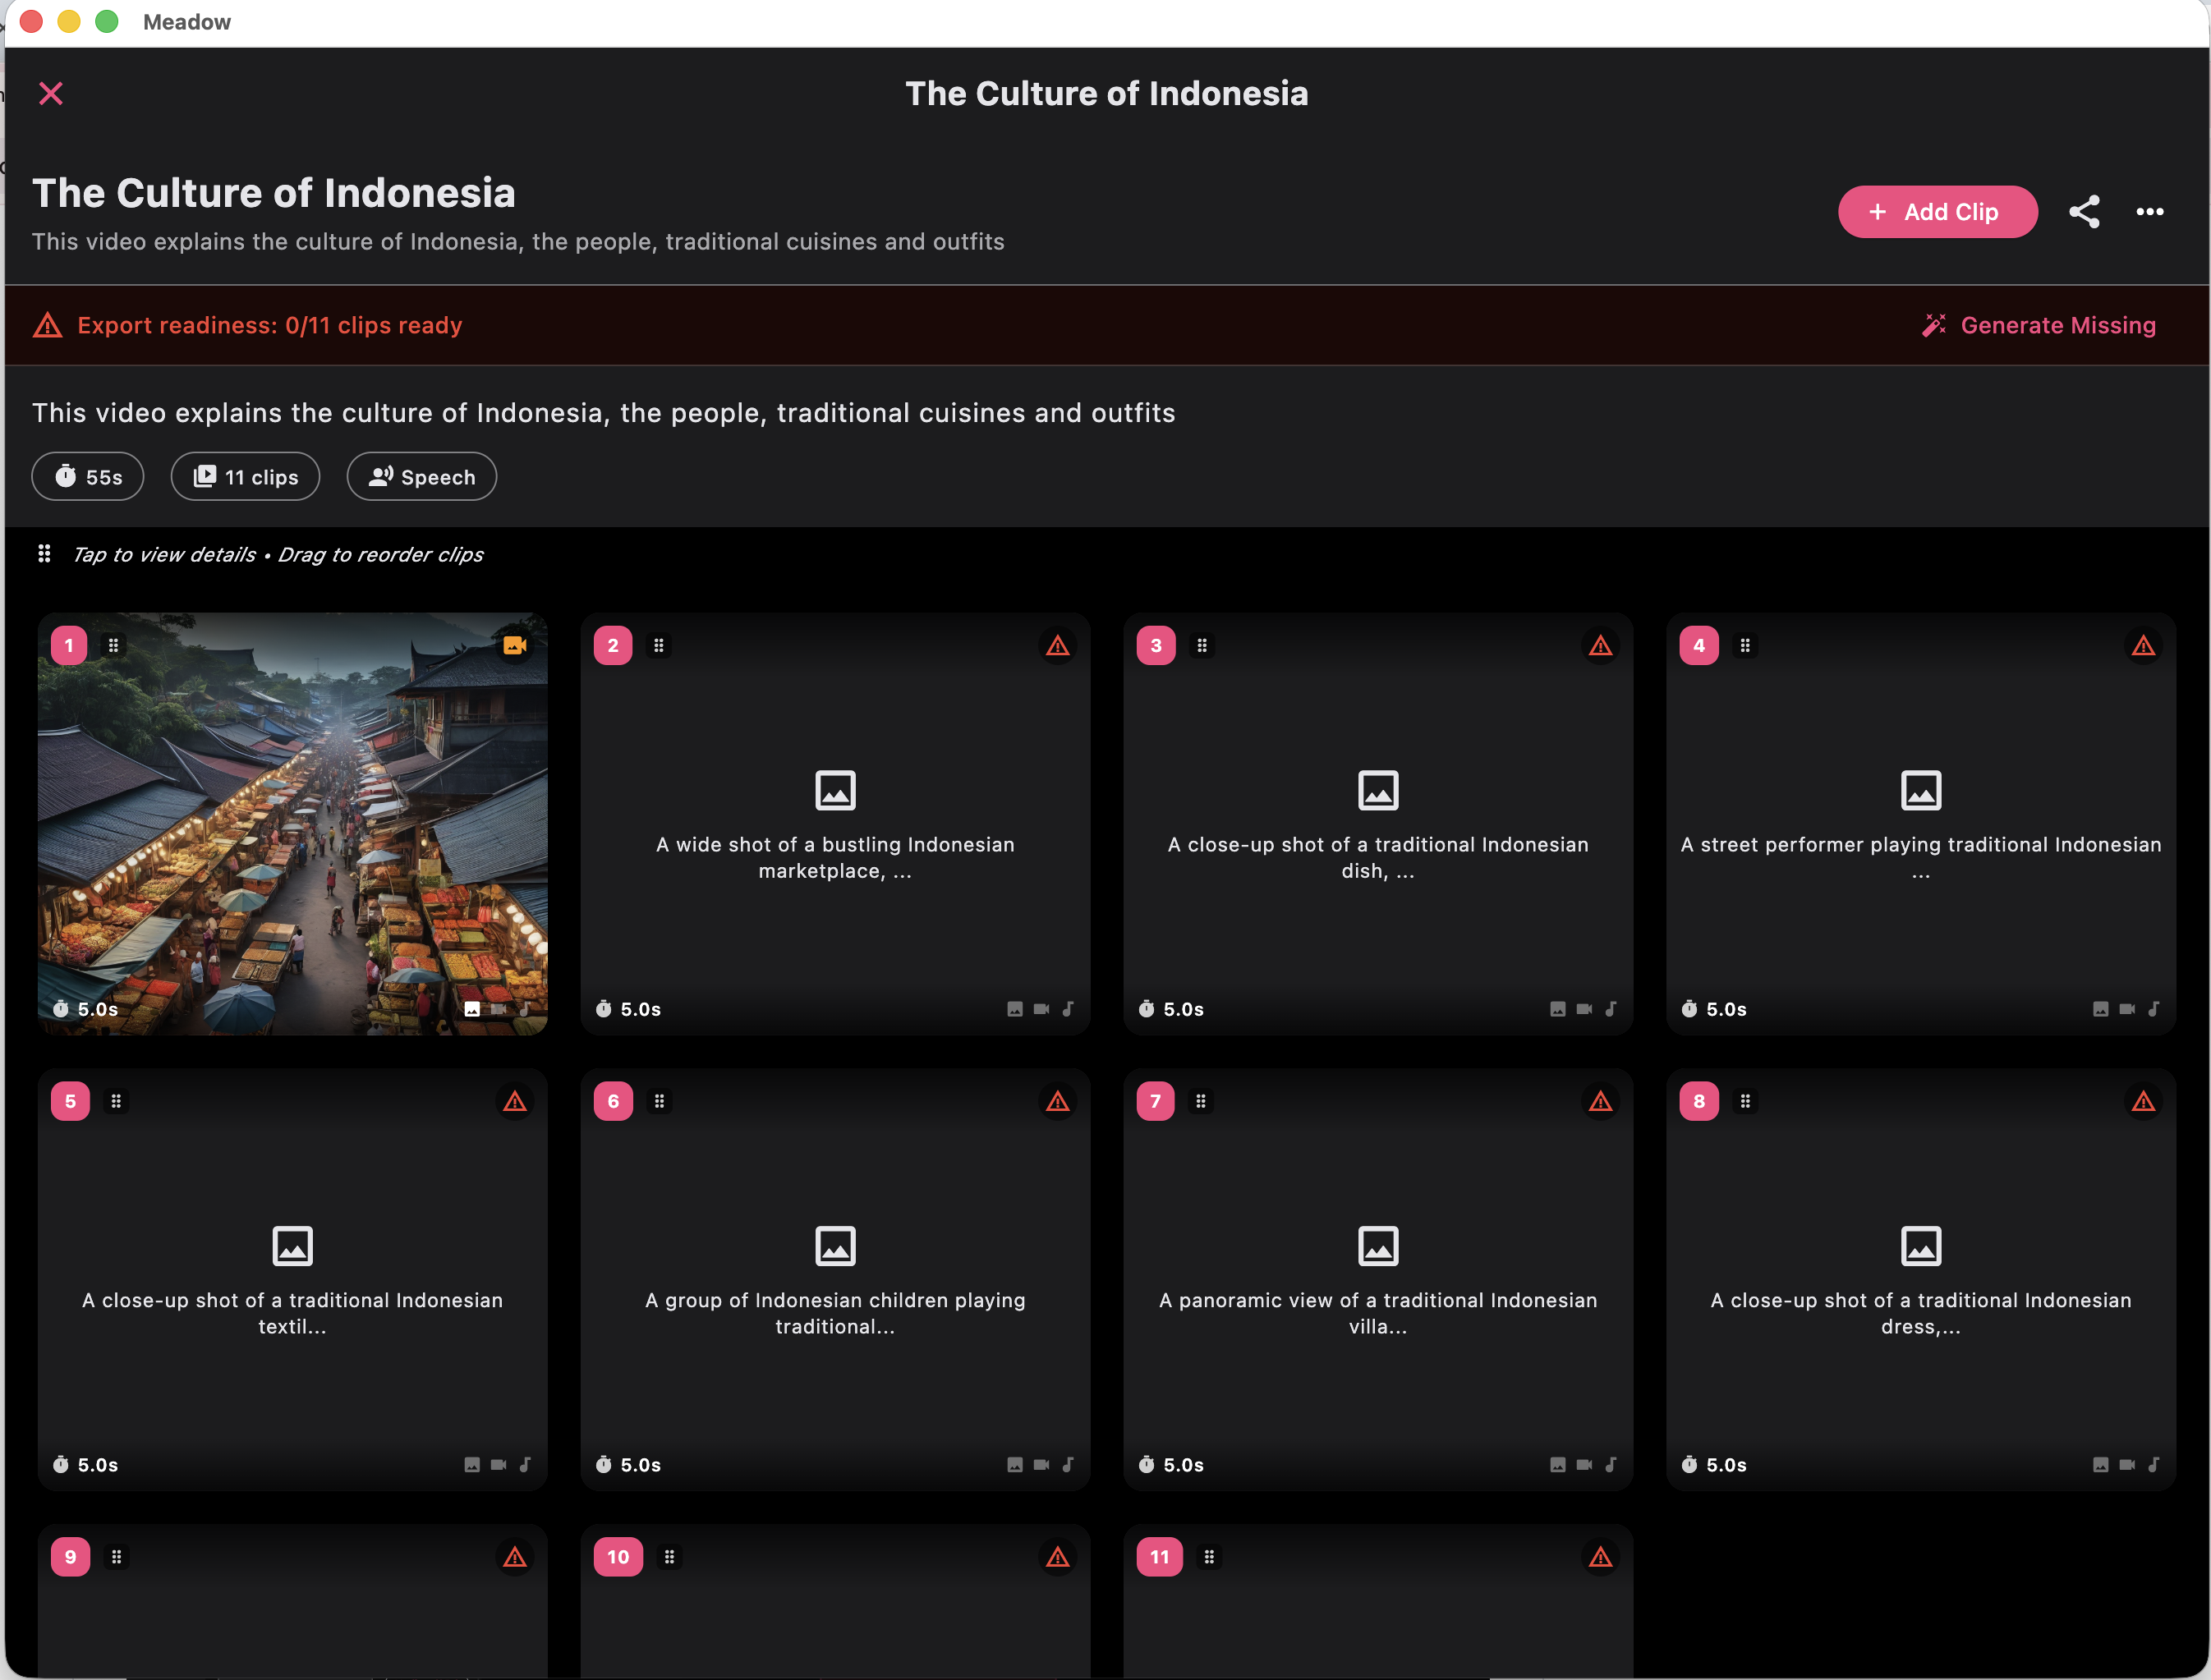 Meadow
The Culture of Indonesia
The Culture of Indonesia
This video explains the culture of Indonesia, the people, traditional cuisines and outfits
+ Add Clip
Export readiness: 0/11 clips ready
Generate Missing
This video explains the culture of Indonesia, the people, traditional cuisines and outfits
55s
11 clips
Speech
Tap to view details • Drag to reorder clips
1
5.0s
2
A wide shot of a bustling Indonesian
marketplace, ...
5.0s
3
A close-up shot of a traditional Indonesian
dish, ...
5.0s
4
A street performer playing traditional Indonesian
...
5.0s
5
A close-up shot of a traditional Indonesian
textil...
5.0s
6
A group of Indonesian children playing
traditional...
5.0s
7
A panoramic view of a traditional Indonesian
villa...
5.0s
8
A close-up shot of a traditional Indonesian
dress,...
5.0s
9
10
11